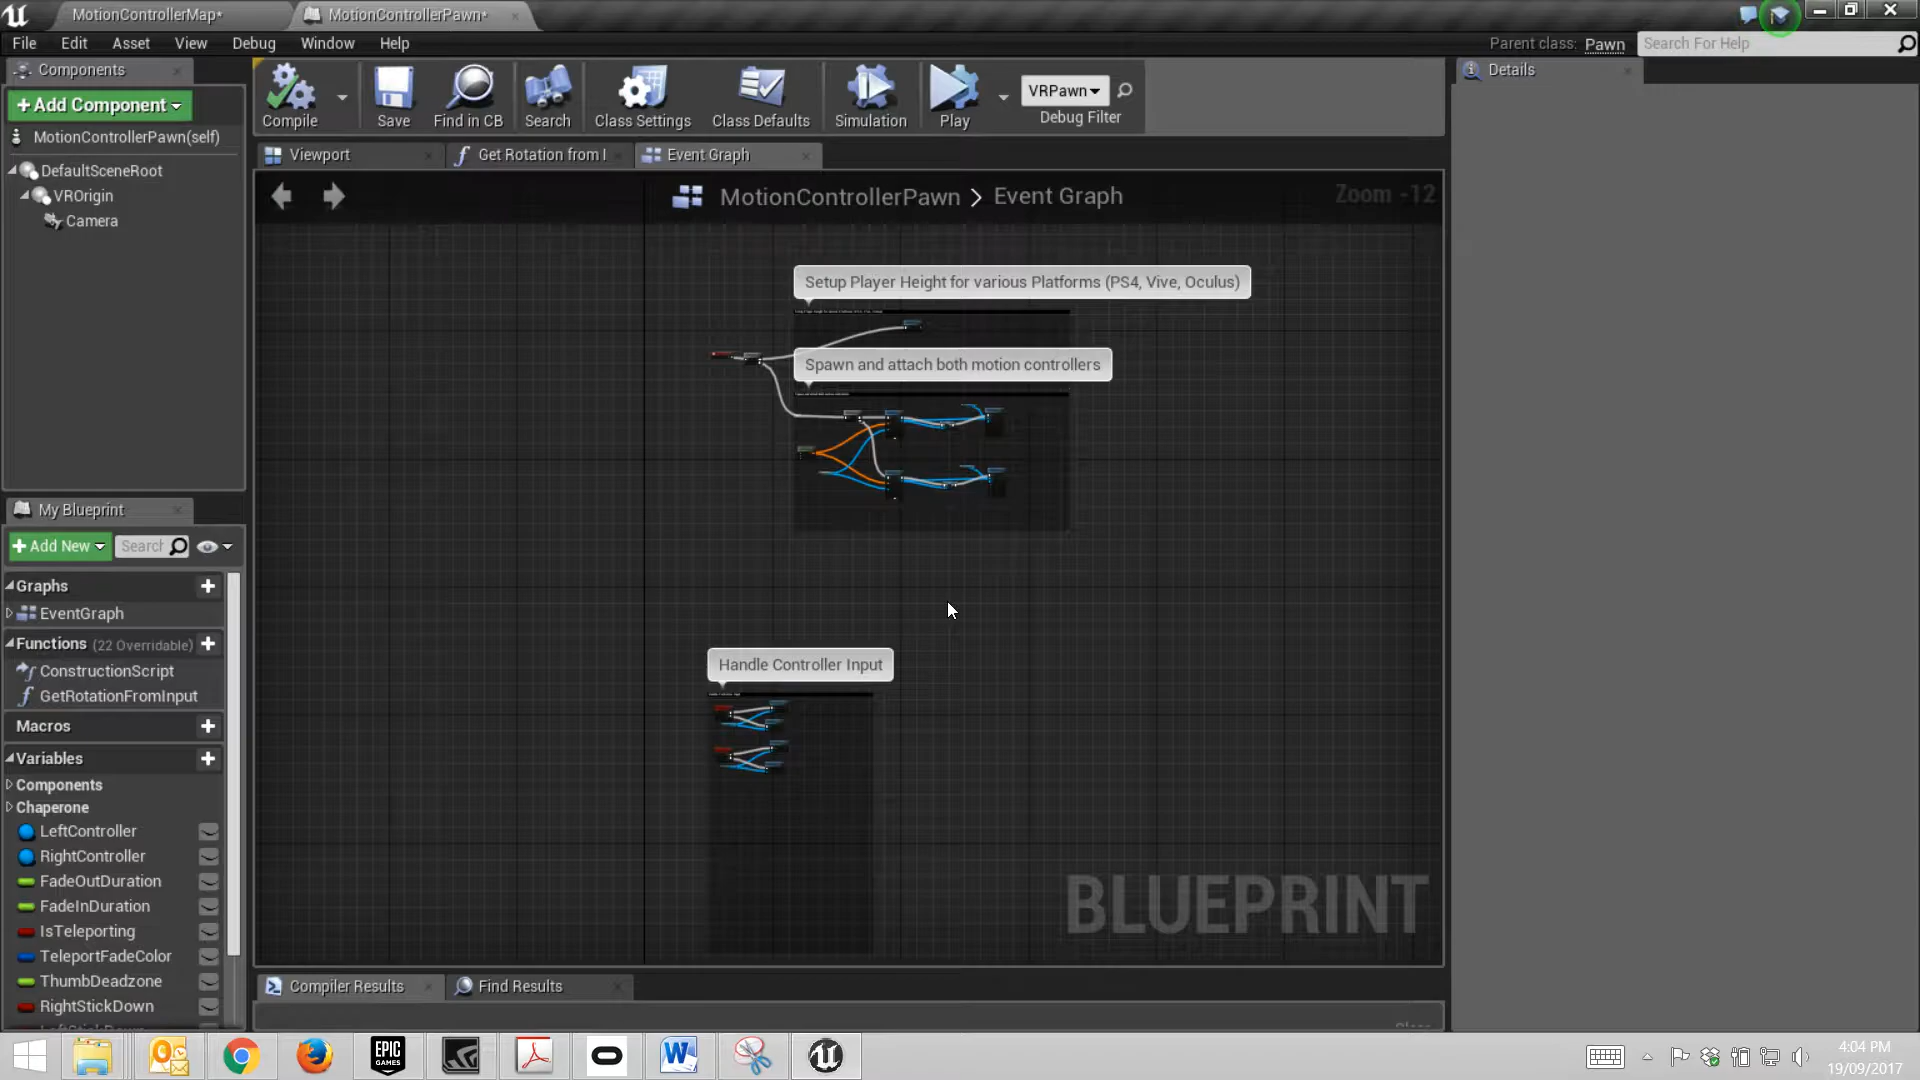 MotionControllerMap*
MotionControllerPawn*
File Edit Asset View Debug Window Help
Parent class: Pawn
Search For Help
Components
+Add Component
MotionControllerPawn(self)
DefaultSceneRoot
VROrigin
Camera
Compile
Save
Find in CB
Search
Class Settings
Class Defaults
Simulation
Play
VRPawn
Debug Filter
Details
Viewport
Get Rotation from I
Event Graph
MotionControllerPawn > Event Graph
Zoom -12
Setup Player Height for various Platforms (PS4, Vive, Oculus)
Spawn and attach both motion controllers
Handle Controller Input
BLUEPRINT
My Blueprint
+Add New
Search
Graphs
EventGraph
Functions (22 Overridable)
ConstructionScript
GetRotationFromInput
Macros
Variables
Components
Chaperone
LeftController
RightController
FadeOutDuration
FadeInDuration
IsTeleporting
TeleportFadeColor
ThumbDeadzone
RightStickDown
Compiler Results
Find Results
EPIC
GAMES
4:04 PM
19/09/2017